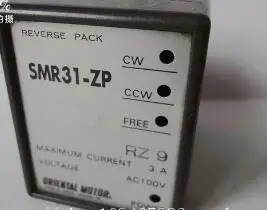 REVERSE PACK
SMR31-ZP
CW
CCW
FREE
RZ 9
MAXIMUM CURRENT 3 A
VOLTAGE AC100V
ORIENTAL MOTOR